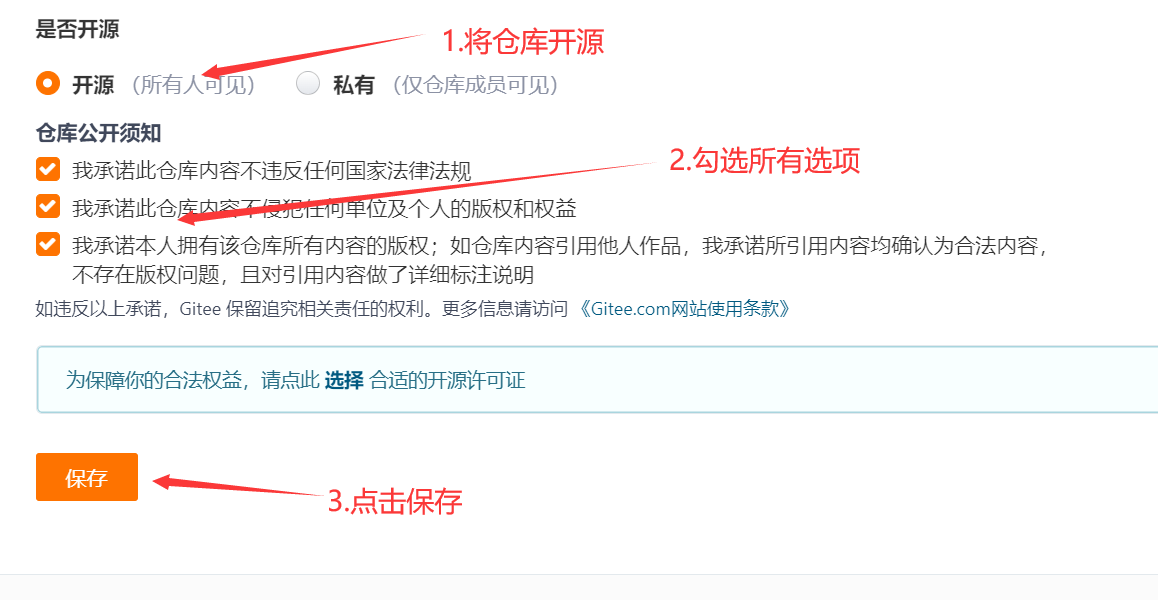 是否开源
1.将仓库开源
开源 （所有人可见） 私有 （仅仓库成员可见）
仓库公开须知
2.勾选所有选项
我承诺此仓库内容不违反任何国家法律法规
我承诺此仓库内容不侵犯任何单位及个人的版权和权益
我承诺本人拥有该仓库所有内容的版权；如仓库内容引用他人作品，我承诺所引用内容均确认为合法内容，
不存在版权问题，且对引用内容做了详细标注说明
如违反以上承诺，Gitee 保留追究相关责任的权利。更多信息请访问 《Gitee.com网站使用条款》
为保障你的合法权益，请点此 选择 合适的开源许可证
保存
3.点击保存